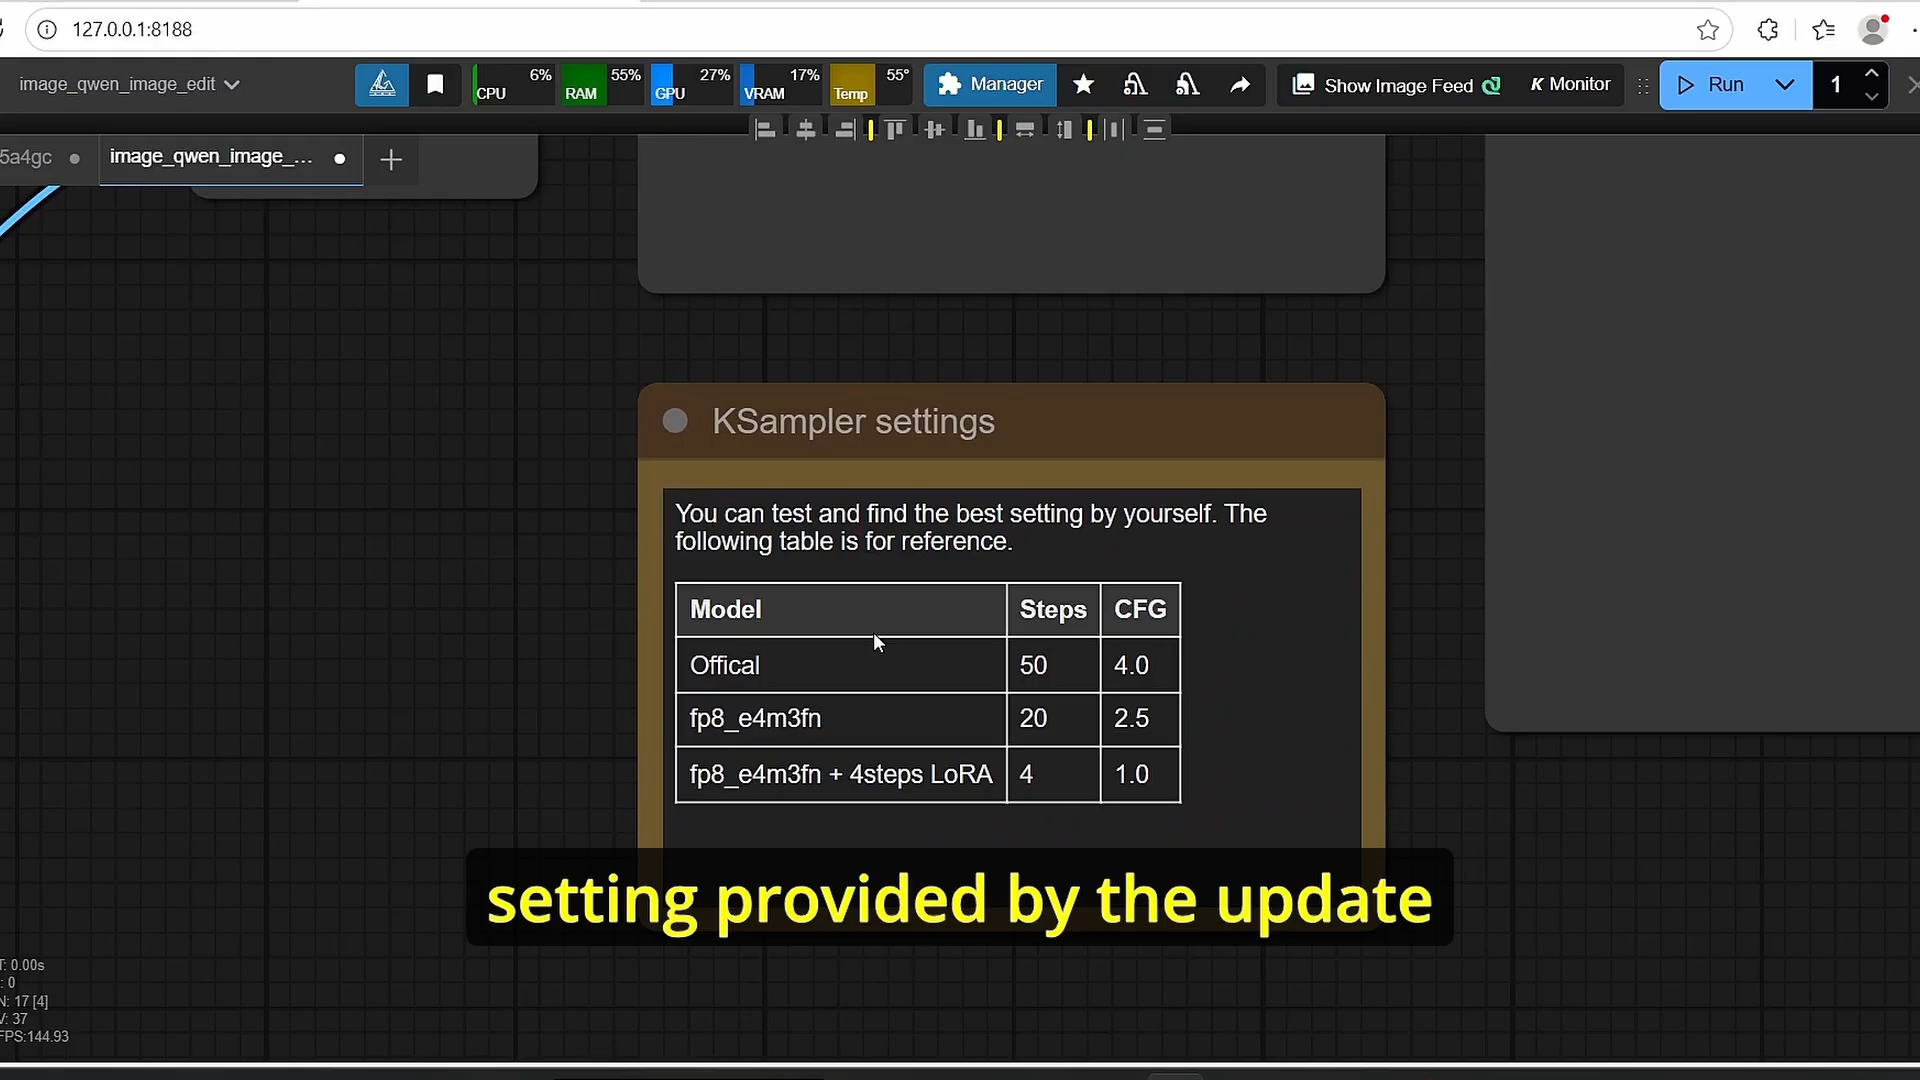 127.0.0.1:8188
image_qwen_image_edit
CPU 6%
RAM 55%
GPU 27%
VRAM 17%
Temp 55°
Manager
Show Image Feed
K Monitor
Run
1
5a4gc
image_qwen_image_...
KSampler settings
You can test and find the best setting by yourself. The
following table is for reference.
Model Steps CFG
Offical 50 4.0
fp8_e4m3fn 20 2.5
fp8_e4m3fn + 4steps LoRA 4 1.0
setting provided by the update
T: 0.00s
: 0
N: 17 [4]
V: 37
FPS:144.93